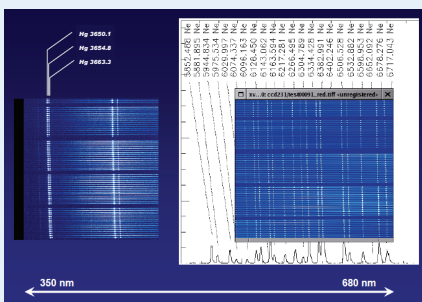 Hg 3650.1
Hg 3654.8
Hg 3663.3
5852.488 Ne
5881.895 Ne
5944.834 Ne
5975.534 Ne
6029.997 Ne
6074.337 Ne
6096.163 Ne
6128.450 Ne
6143.062 Ne
6163.594 Ne
6217.281 Ne
6266.495 Ne
6304.789 Ne
6334.428 Ne
6382.991 Ne
6402.246 Ne
6506.528 Ne
6532.882 Ne
6598.953 Ne
6652.092 Ne
6678.276 Ne
6717.043 Ne
350 nm
680 nm